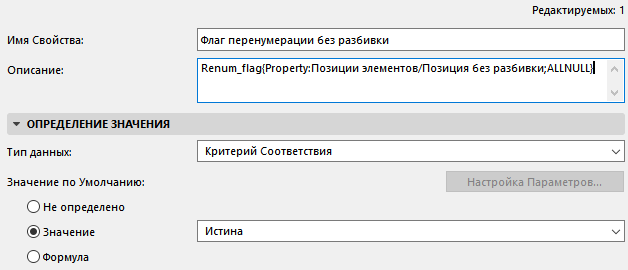 Редактируемых: 1
Имя Свойства: Флаг перенумерации без разбивки
Описание: Renum_flag{Property:Позиции элементов/Позиция без разбивки;ALLNULL}
ОПРЕДЕЛЕНИЕ ЗНАЧЕНИЯ
Тип данных: Критерий Соответствия
Значение по Умолчанию: Настройка Параметров...
Не определено
Значение Истина
Формула